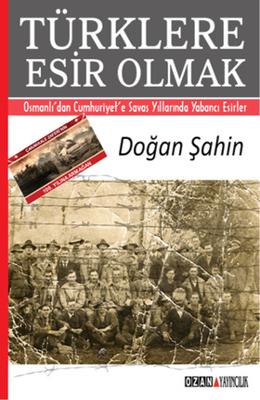 TÜRKLERE
ESİR OLMAK
Osmanlı'dan Cumhuriyet'e Savaş Yıllarında Yabancı Esirler
Doğan Şahin
OZAN YAYINCILIK